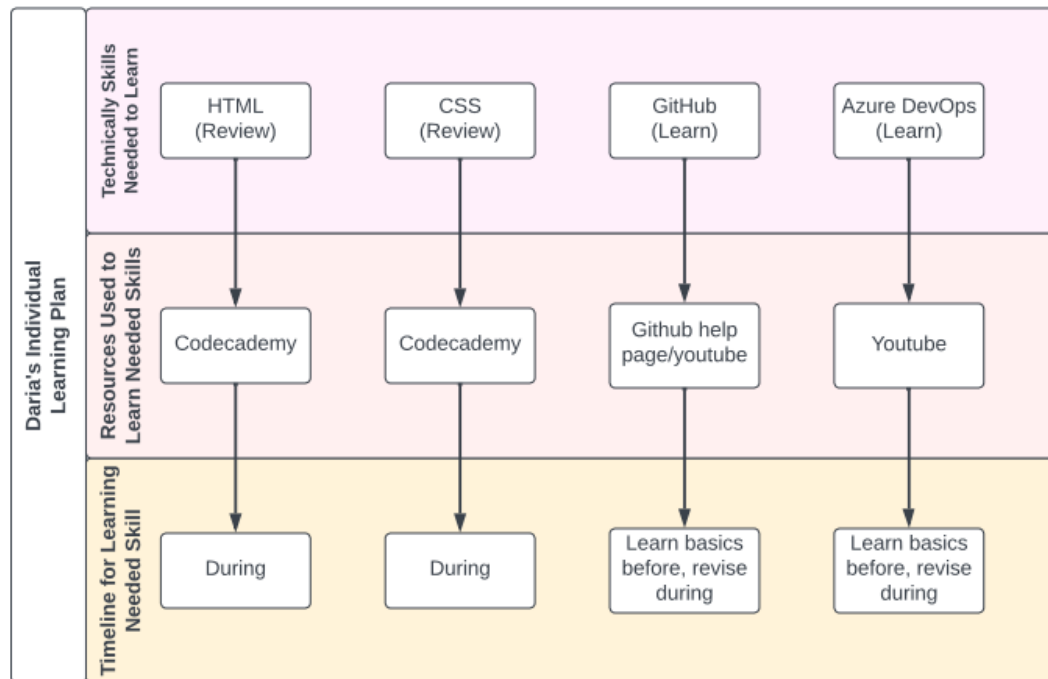 Daria's Individual
Learning Plan
Technically Skills
Needed to Learn
HTML
(Review)
CSS
(Review)
GitHub
(Learn)
Azure DevOps
(Learn)
Resources Used to
Learn Needed Skills
Codecademy
Codecademy
Github help
page/youtube
Youtube
Timeline for Learning
Needed Skill
During
During
Learn basics
before, revise
during
Learn basics
before, revise
during